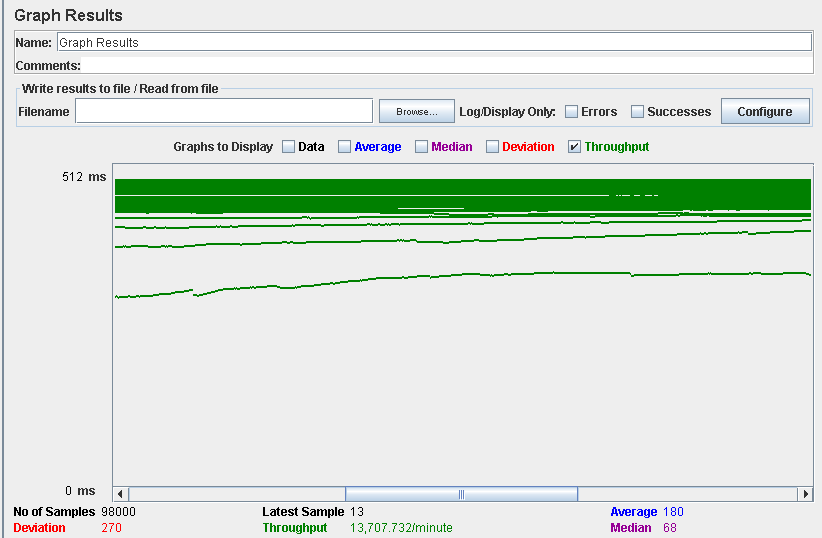 Graph Results
Name: Graph Results
Comments:
Write results to file / Read from file
Filename Browse... Log/Display Only: Errors Successes Configure
Graphs to Display Data Average Median Deviation Throughput
512 ms
0 ms
No of Samples 98000 Latest Sample 13 Average 180
Deviation 270 Throughput 13,707.732/minute Median 68